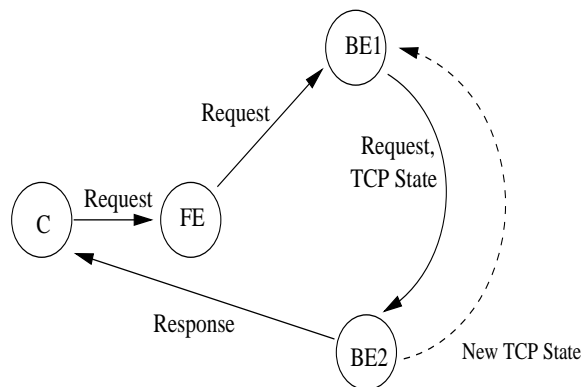 BE1
Request
Request,
TCP State
Request
C
FE
Response
BE2
New TCP State